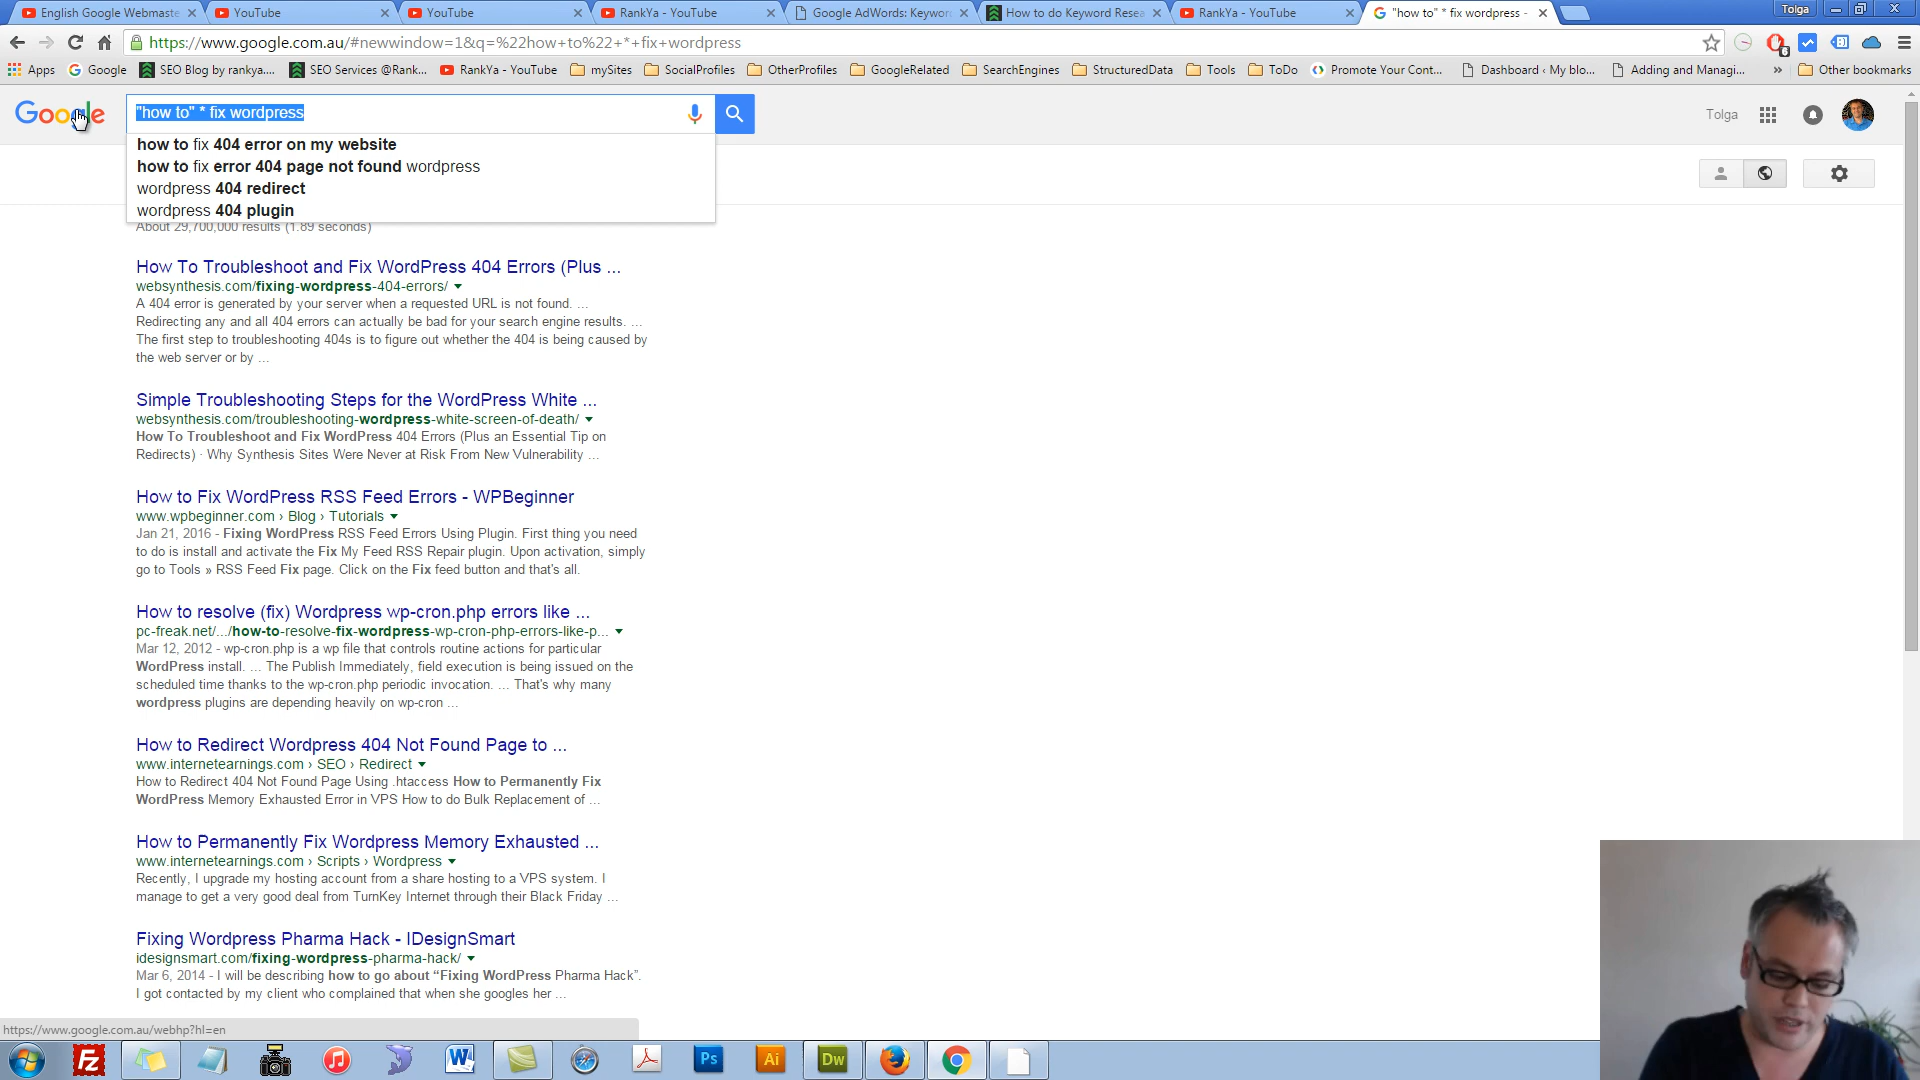 English Google Webmaste
YouTube
YouTube
RankYa - YouTube
Google AdWords: Keywor
How to do Keyword Resea
RankYa - YouTube
"how to" * fix wordpress -
Tolga
https://www.google.com.au/#newwindow=1&q=%22how+to%22+*+fix+wordpress
6
Apps
Google
SEO Blog by rankya....
SEO Services @Rank...
RankYa - YouTube
mySites
SocialProfiles
OtherProfiles
GoogleRelated
SearchEngines
StructuredData
Tools
ToDo
Promote Your Cont...
Dashboard ‹ My blo...
Adding and Managi...
»
Other bookmarks
Google
"how to" * fix wordpress
Tolga
how to fix 404 error on my website
how to fix error 404 page not found wordpress
wordpress 404 redirect
wordpress 404 plugin
About 29,700,000 results (1.89 seconds)
How To Troubleshoot and Fix WordPress 404 Errors (Plus ...
websynthesis.com/fixing-wordpress-404-errors/
A 404 error is generated by your server when a requested URL is not found. ...
Redirecting any and all 404 errors can actually be bad for your search engine results. ...
The first step to troubleshooting 404s is to figure out whether the 404 is being caused by
the web server or by ...
Simple Troubleshooting Steps for the WordPress White ...
websynthesis.com/troubleshooting-wordpress-white-screen-of-death/
How To Troubleshoot and Fix WordPress 404 Errors (Plus an Essential Tip on
Redirects) · Why Synthesis Sites Were Never at Risk From New Vulnerability ...
How to Fix WordPress RSS Feed Errors - WPBeginner
www.wpbeginner.com › Blog › Tutorials
Jan 21, 2016 - Fixing WordPress RSS Feed Errors Using Plugin. First thing you need
to do is install and activate the Fix My Feed RSS Repair plugin. Upon activation, simply
go to Tools » RSS Feed Fix page. Click on the Fix feed button and that's all.
How to resolve (fix) Wordpress wp-cron.php errors like ...
pc-freak.net/.../how-to-resolve-fix-wordpress-wp-cron-php-errors-like-p...
Mar 12, 2012 - wp-cron.php is a wp file that controls routine actions for particular
WordPress install. ... The Publish Immediately, field execution is being issued on the
scheduled time thanks to the wp-cron.php periodic invocation. ... That's why many
wordpress plugins are depending heavily on wp-cron ...
How to Redirect Wordpress 404 Not Found Page to ...
www.internetearnings.com › SEO › Redirect
How to Redirect 404 Not Found Page Using .htaccess How to Permanently Fix
WordPress Memory Exhausted Error in VPS How to do Bulk Replacement of ...
How to Permanently Fix Wordpress Memory Exhausted ...
www.internetearnings.com › Scripts › Wordpress
Recently, I upgrade my hosting account from a share hosting to a VPS system. I
manage to get a very good deal from TurnKey Internet through their Black Friday ...
Fixing Wordpress Pharma Hack - IDesignSmart
idesignsmart.com/fixing-wordpress-pharma-hack/
Mar 6, 2014 - I will be describing how to go about “Fixing WordPress Pharma Hack”.
I got contacted by my client who complained that when she googles her ...
https://www.google.com.au/webhp?hl=en
Fz
W
Ps
Ai
Dw